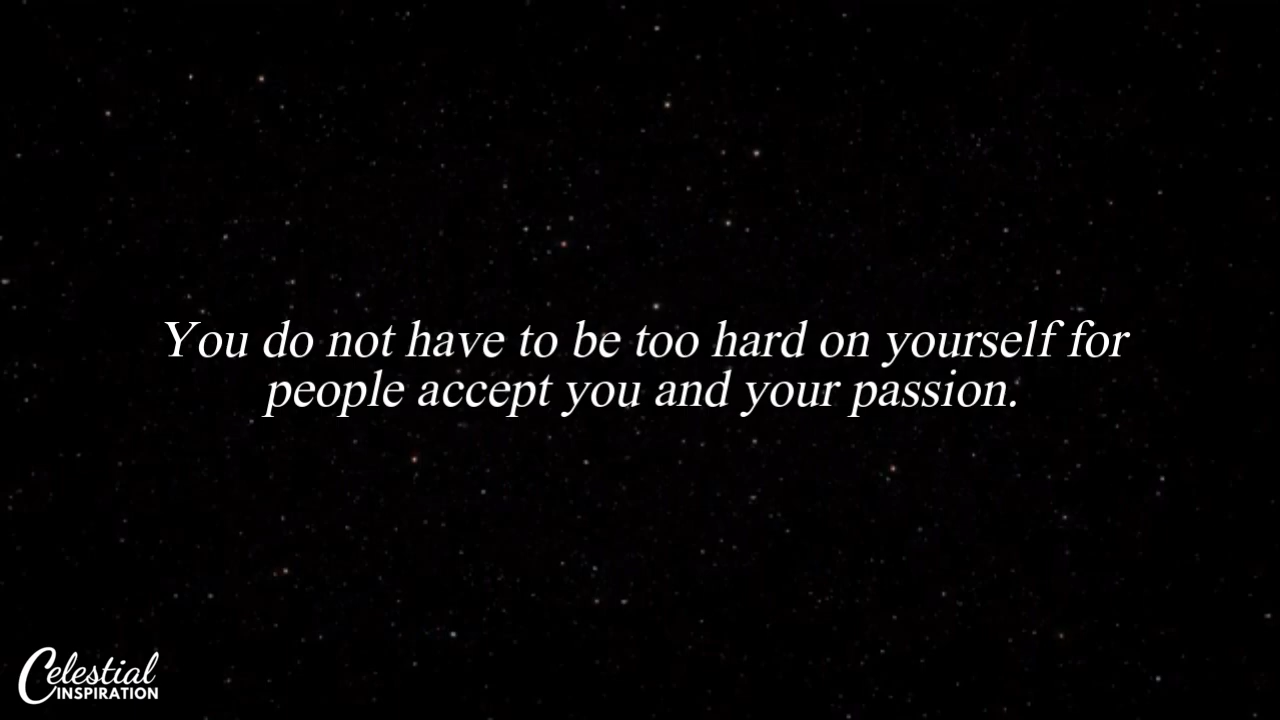 You do not have to be too hard on yourself for
people accept you and your passion.
Celestial
INSPIRATION